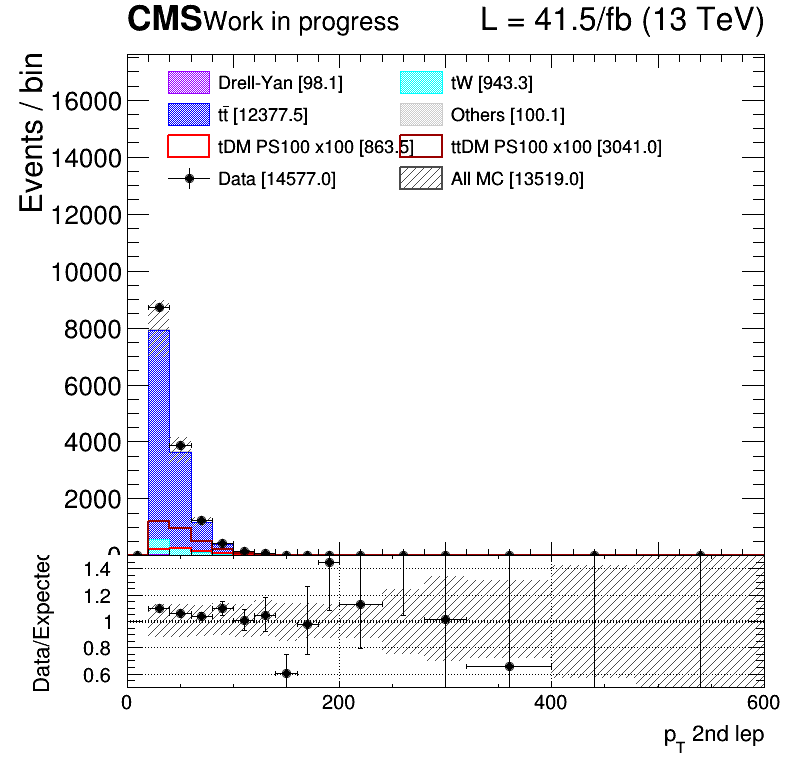 CMS Work in progress L = 41.5/fb (13 TeV)
Events / bin
16000
14000
12000
10000
8000
6000
4000
2000
0
Drell-Yan [98.1] tW [943.3]
tt̄ [12377.5] Others [100.1]
tDM PS100 x100 [863.5] ttDM PS100 x100 [3041.0]
Data [14577.0] All MC [13519.0]
Data/Expected
1.4
1.2
1
0.8
0.6
0 200 400 600
p_T 2nd lep